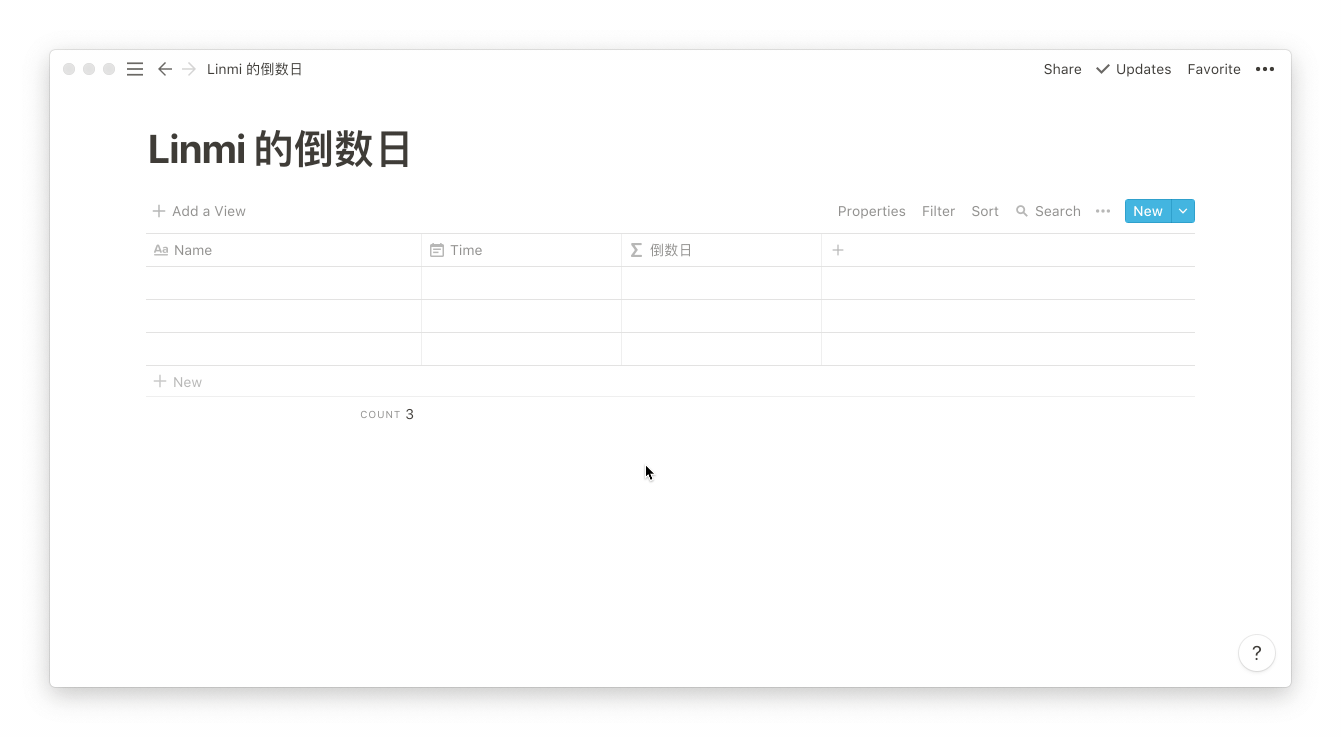 Linmi 的倒数日
Share Updates Favorite •••
Linmi 的倒数日
Add a View
Properties Filter Sort Search ••• New
Aa Name Time Σ 倒数日 +
+ New
COUNT 3
?